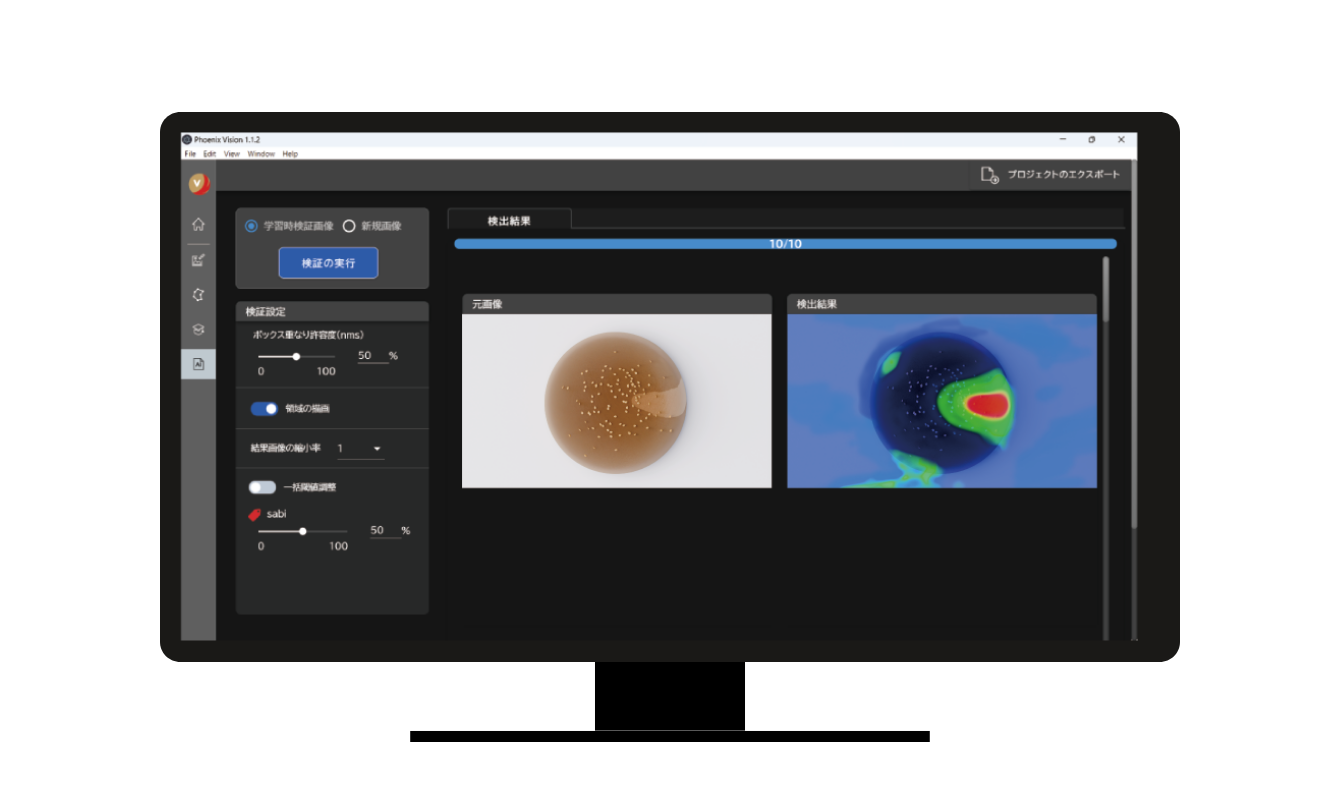 Phoenix Vision 1.1.2
File Edit View Window Help
プロジェクトのエクスポート
学習時検証画像 新規画像
検証の実行
検証設定
ボックス重なり許容度(nms)
50 %
0 100
領域の描画
結果画像の縮小率 1
一括閾値調整
sabi
50 %
0 100
検出結果
10/10
元画像
検出結果